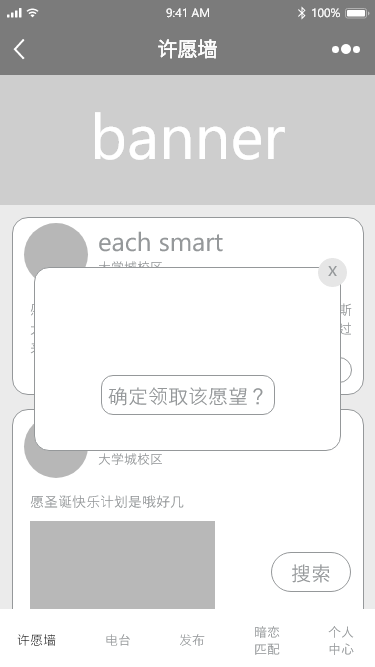 9:41 AM
100%
许愿墙
banner
each smart
大学城校区
斯
过
X
确定领取该愿望？
大学城校区
愿圣诞快乐计划是哦好几
搜索
许愿墙
电台
发布
暗恋
匹配
个人
中心